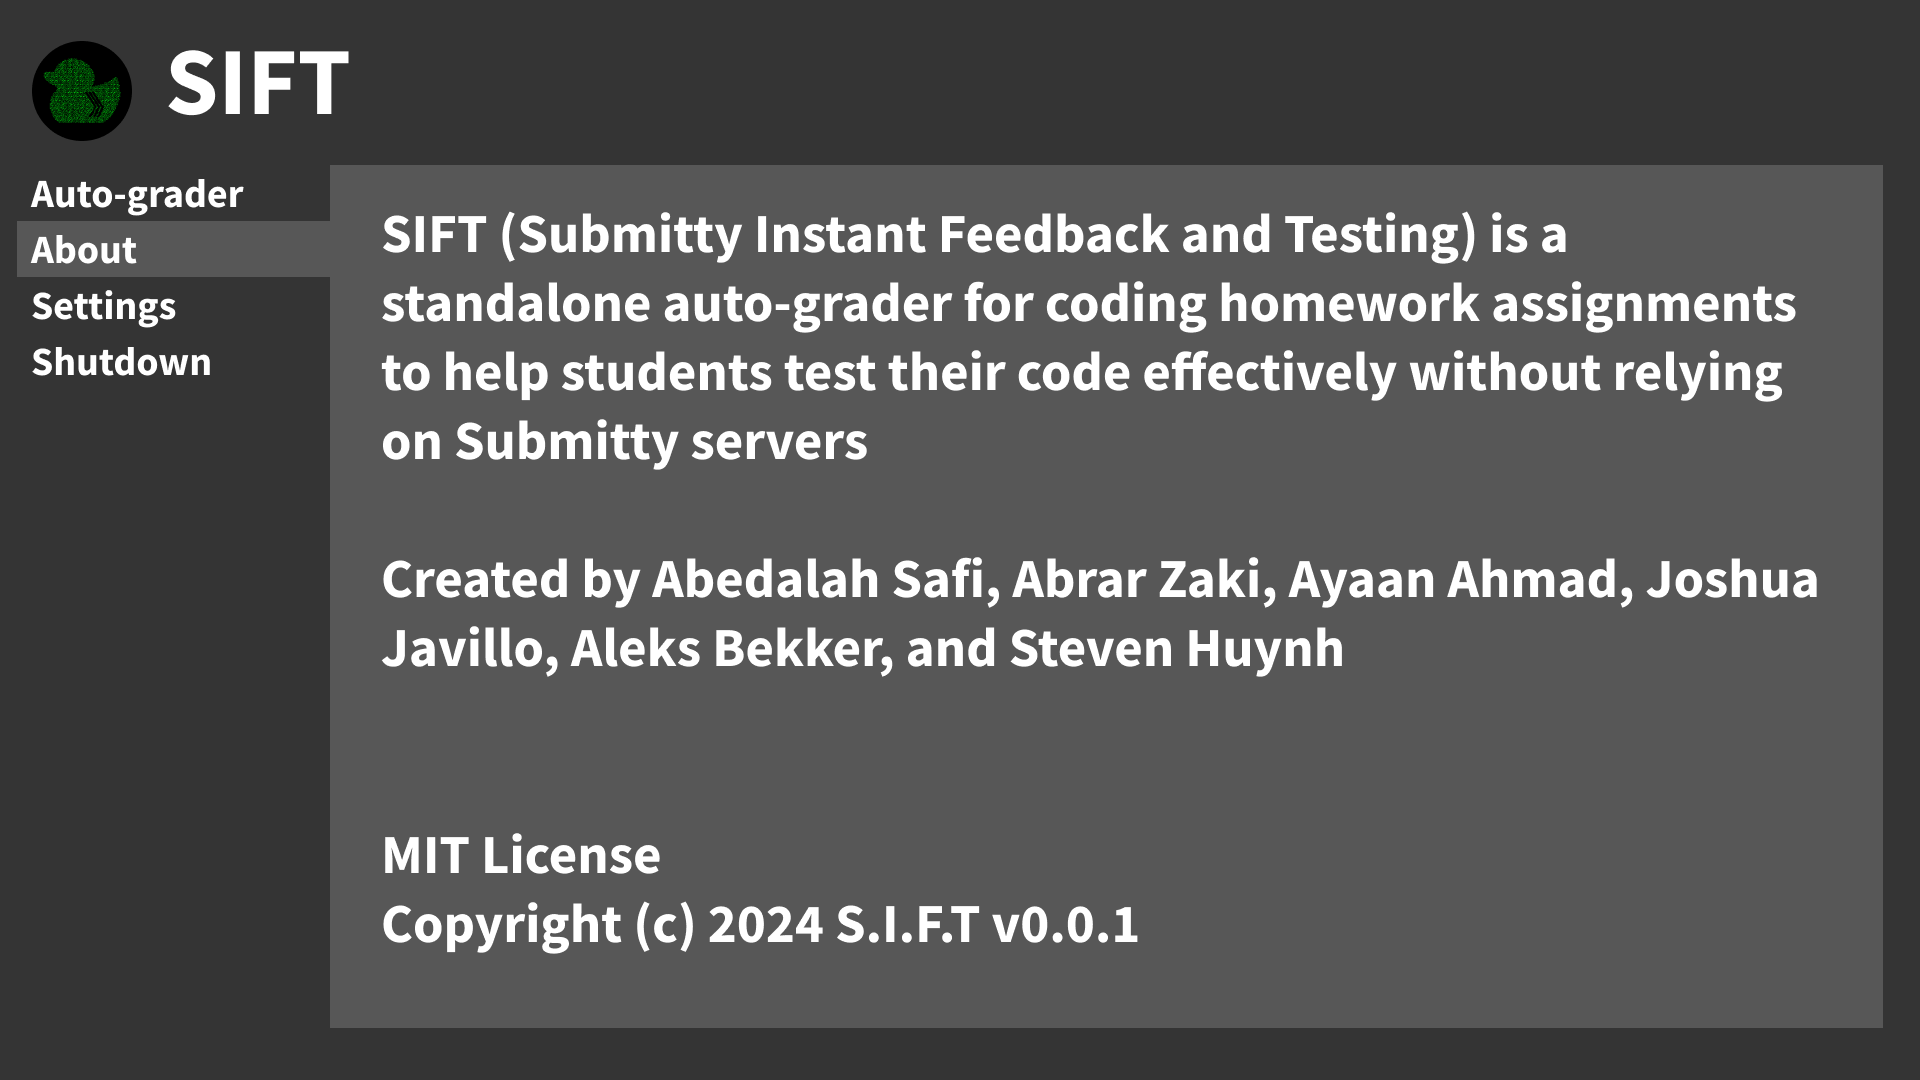 SIFT
Auto-grader
About
Settings
Shutdown
SIFT (Submitty Instant Feedback and Testing) is a
standalone auto-grader for coding homework assignments
to help students test their code effectively without relying
on Submitty servers
Created by Abedalah Safi, Abrar Zaki, Ayaan Ahmad, Joshua
Javillo, Aleks Bekker, and Steven Huynh
MIT License
Copyright (c) 2024 S.I.F.T v0.0.1